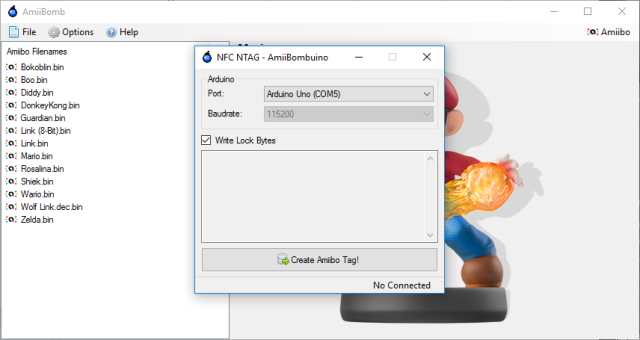 AmiiBomb
File Options Help Amiibo
Amiibo Filenames
Bokoblin.bin
Boo.bin
Diddy.bin
DonkeyKong.bin
Guardian.bin
Link (8-Bit).bin
Link.bin
Mario.bin
Rosalina.bin
Shiek.bin
Wario.bin
Wolf Link.dec.bin
Zelda.bin
NFC NTAG - AmiiBombuino
Arduino
Port: Arduino Uno (COM5)
Baudrate: 115200
Write Lock Bytes
Create Amiibo Tag!
No Connected